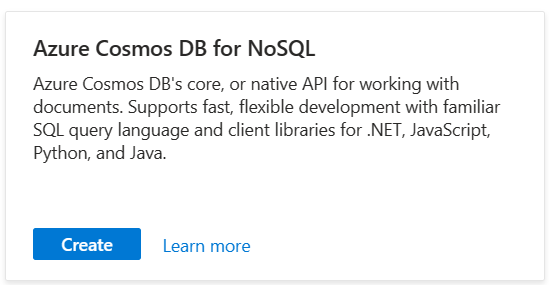 Azure Cosmos DB for NoSQL
Azure Cosmos DB's core, or native API for working with
documents. Supports fast, flexible development with familiar
SQL query language and client libraries for .NET, JavaScript,
Python, and Java.
Create
Learn more